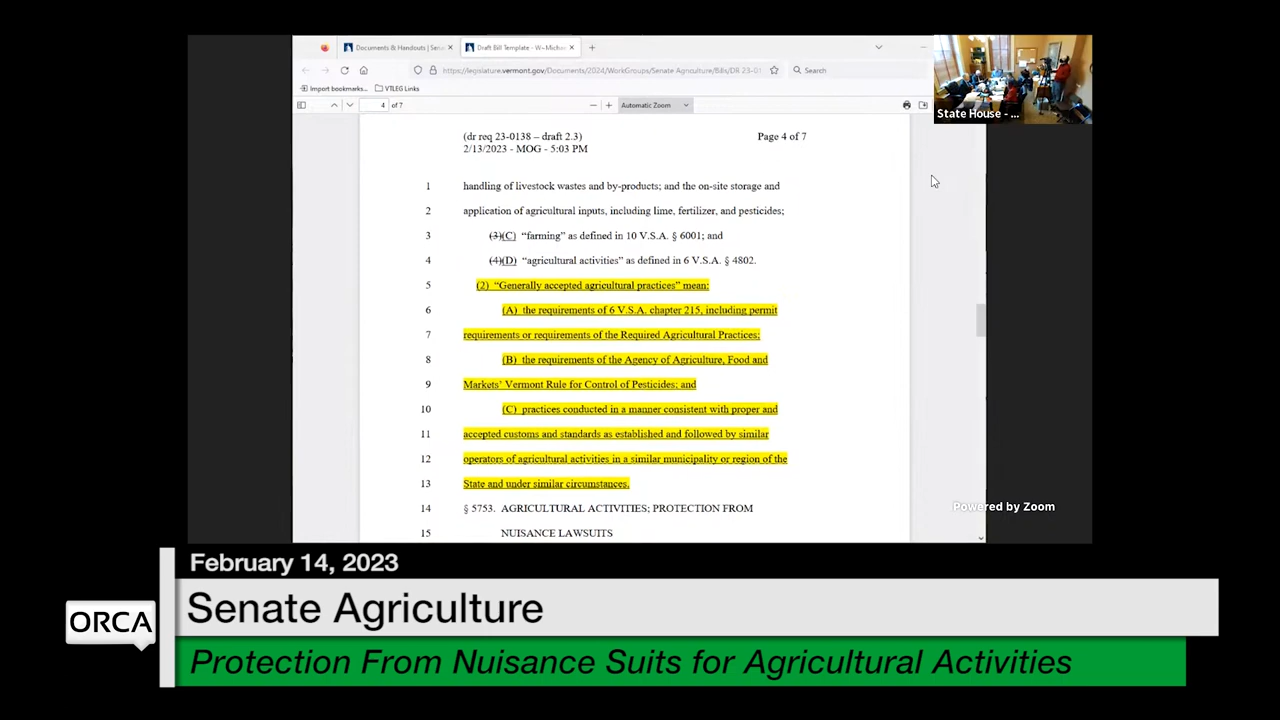 Documents & Handouts | Sena
Draft Bill Template - W~Micha
https://legislature.vermont.gov/Documents/2024/WorkGroups/Senate Agriculture/Bills/DR 23-01
Search
Import bookmarks...
VTLEG Links
4 of 7
Automatic Zoom
State House - ...
(dr req 23-0138 – draft 2.3)
Page 4 of 7
2/13/2023 - MOG - 5:03 PM
1 handling of livestock wastes and by-products; and the on-site storage and
2 application of agricultural inputs, including lime, fertilizer, and pesticides;
3 (3)(C) “farming” as defined in 10 V.S.A. § 6001; and
4 (4)(D) “agricultural activities” as defined in 6 V.S.A. § 4802.
5 (2) “Generally accepted agricultural practices” mean:
6 (A) the requirements of 6 V.S.A. chapter 215, including permit
7 requirements or requirements of the Required Agricultural Practices;
8 (B) the requirements of the Agency of Agriculture, Food and
9 Markets’ Vermont Rule for Control of Pesticides; and
10 (C) practices conducted in a manner consistent with proper and
11 accepted customs and standards as established and followed by similar
12 operators of agricultural activities in a similar municipality or region of the
13 State and under similar circumstances.
14 § 5753. AGRICULTURAL ACTIVITIES; PROTECTION FROM
15 NUISANCE LAWSUITS
Powered by Zoom
February 14, 2023
Senate Agriculture
ORCA
Protection From Nuisance Suits for Agricultural Activities